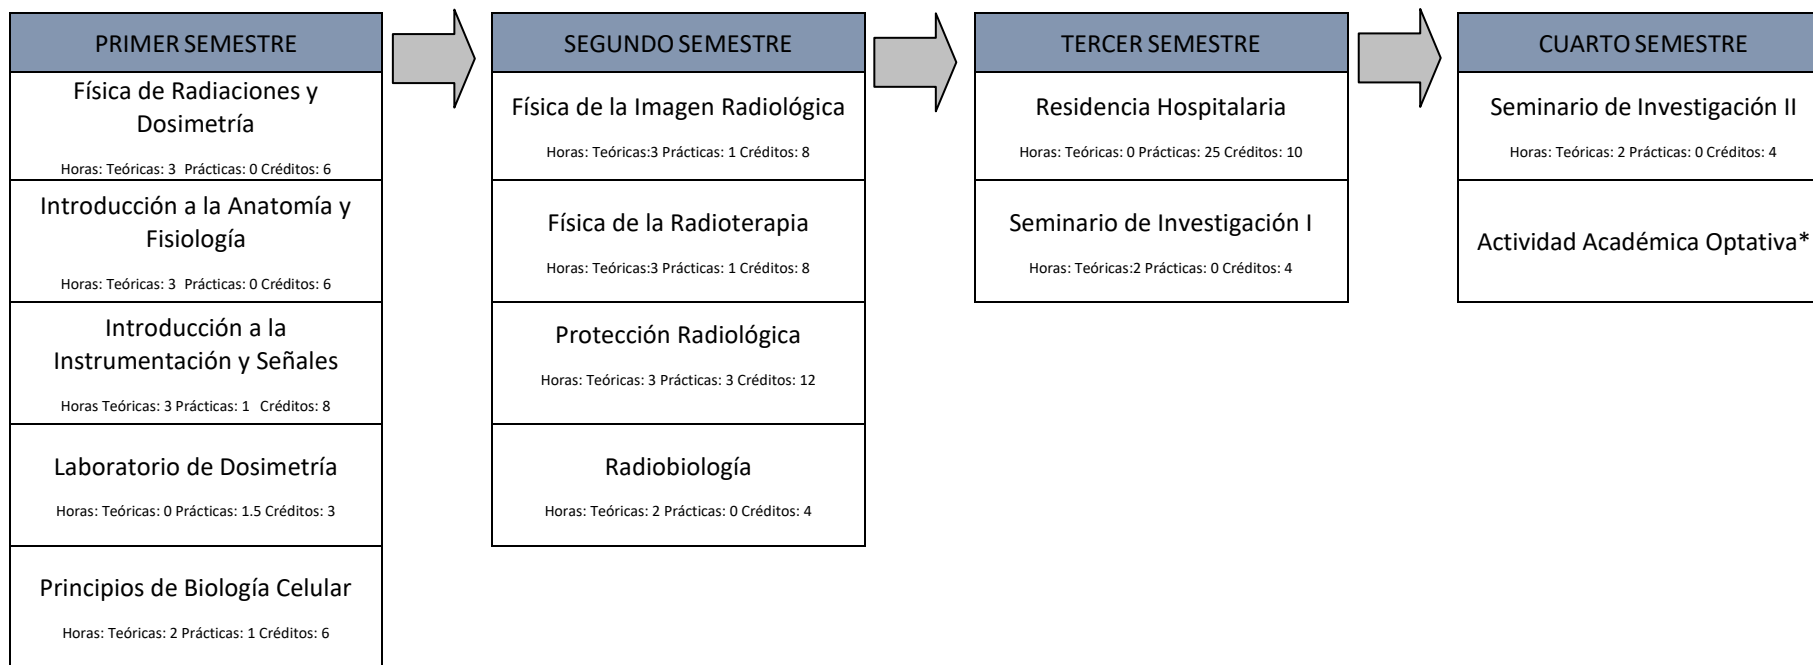 PRIMER SEMESTRE
Física de Radiaciones y
Dosimetría
Horas: Teóricas: 3 Prácticas: 0 Créditos: 6
Introducción a la Anatomía y
Fisiología
Horas: Teóricas: 3 Prácticas: 0 Créditos: 6
Introducción a la
Instrumentación y Señales
Horas Teóricas: 3 Prácticas: 1 Créditos: 8
Laboratorio de Dosimetría
Horas: Teóricas: 0 Prácticas: 1.5 Créditos: 3
Principios de Biología Celular
Horas: Teóricas: 2 Prácticas: 1 Créditos: 6
SEGUNDO SEMESTRE
Física de la Imagen Radiológica
Horas: Teóricas:3 Prácticas: 1 Créditos: 8
Física de la Radioterapia
Horas: Teóricas:3 Prácticas: 1 Créditos: 8
Protección Radiológica
Horas: Teóricas: 3 Prácticas: 3 Créditos: 12
Radiobiología
Horas: Teóricas: 2 Prácticas: 0 Créditos: 4
TERCER SEMESTRE
Residencia Hospitalaria
Horas: Teóricas: 0 Prácticas: 25 Créditos: 10
Seminario de Investigación I
Horas: Teóricas:2 Prácticas: 0 Créditos: 4
CUARTO SEMESTRE
Seminario de Investigación II
Horas: Teóricas: 2 Prácticas: 0 Créditos: 4
Actividad Académica Optativa*